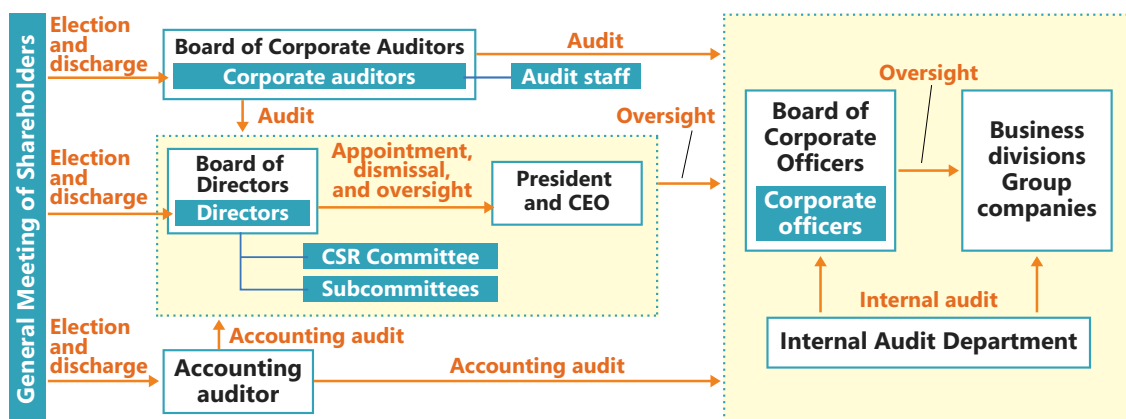 General Meeting of Shareholders
Election
and
discharge
Board of Corporate Auditors
Corporate auditors
Audit staff
Audit
Audit
Election
and
discharge
Board of
Directors
Directors
Appointment,
dismissal,
and oversight
President
and CEO
Oversight
CSR Committee
Subcommittees
Election
and
discharge
Accounting audit
Accounting
auditor
Accounting audit
Board of
Corporate
Officers
Corporate
officers
Oversight
Business
divisions
Group
companies
Internal audit
Internal Audit Department